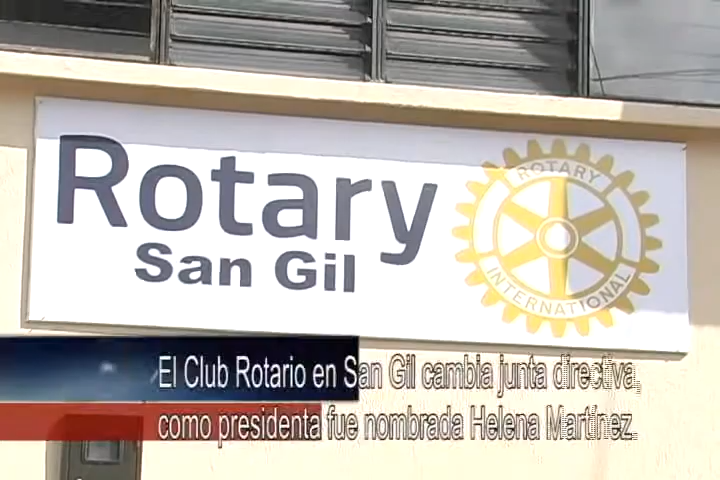 Rotary
San Gil
ROTARY
INTERNATIONAL
El Club Rotario en San Gil cambia junta directiva,
como presidenta fue nombrada Helena Martínez.